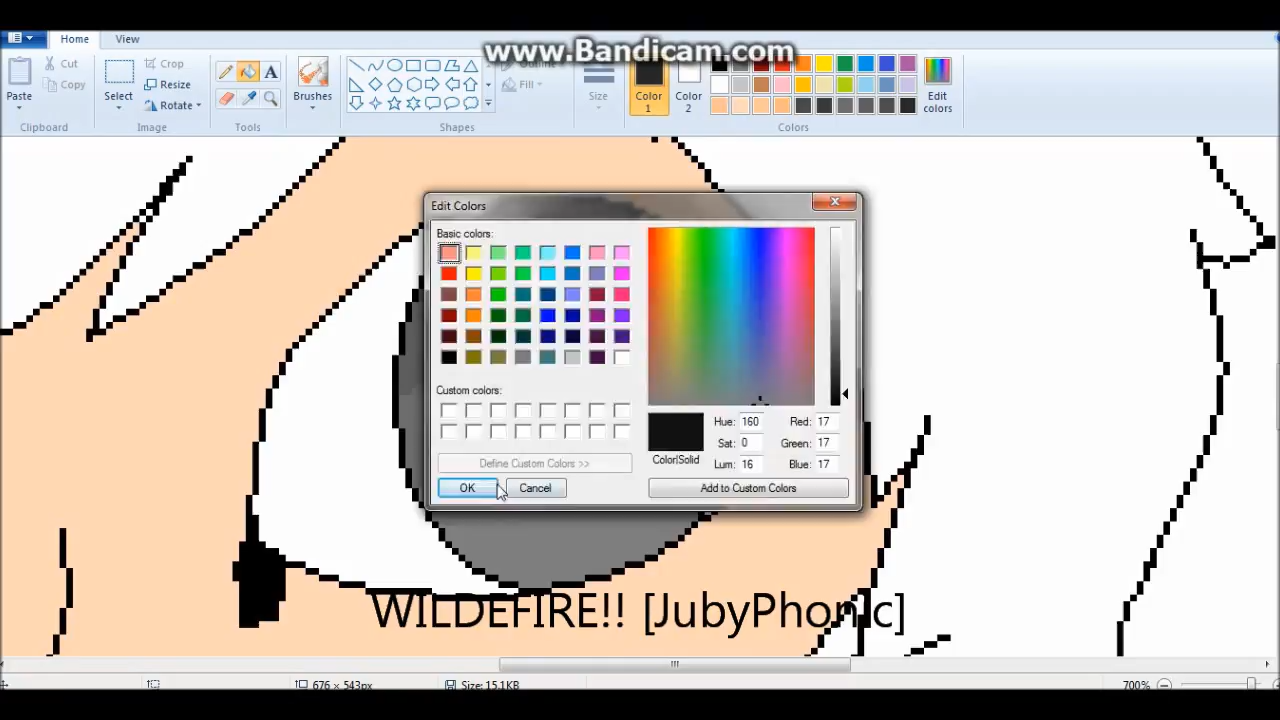 www.Bandicam.com
Home View
Paste
Cut
Copy
Clipboard
Select
Crop
Resize
Rotate
Image
A
Tools
Brushes
Outline
Fill
Shapes
Size
Color 1
Color 2
Edit colors
Colors
Edit Colors
Basic colors:
Custom colors:
Define Custom Colors >>
OK
Cancel
Hue: 160
Sat: 0
Lum: 16
Red: 17
Green: 17
Blue: 17
Color|Solid
Add to Custom Colors
WILDEFIRE!! [JubyPhonic]
676 × 543px
Size: 15.1KB
700%